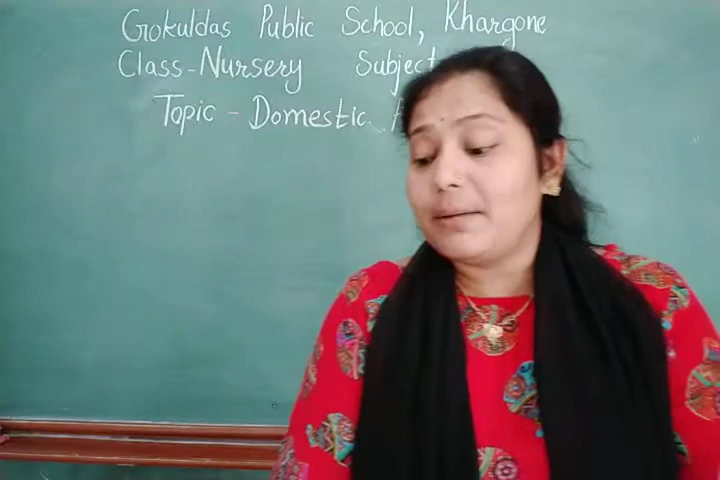 Gokuldas Public School, Khargone
Class-Nursery Subject
Topic - Domestic